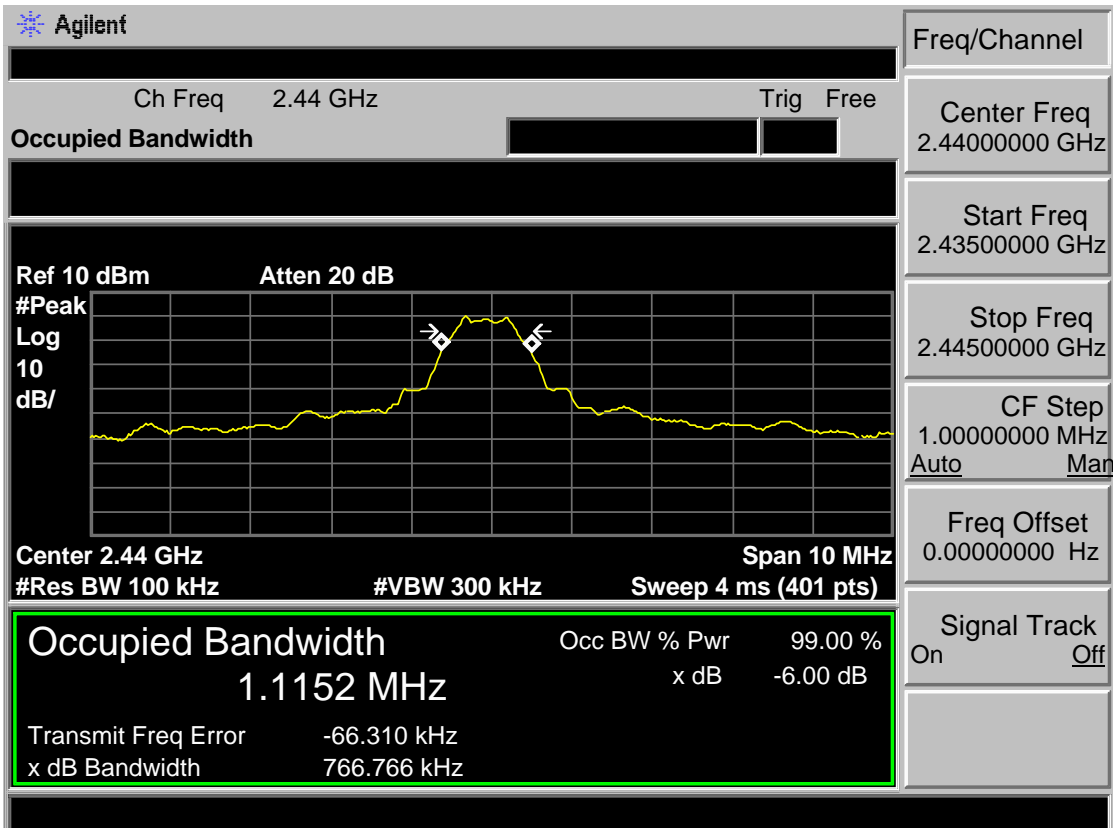 Agilent
Freq/Channel
Ch Freq 2.44 GHz Trig Free
Occupied Bandwidth
Center Freq
2.44000000 GHz
Start Freq
2.43500000 GHz
Stop Freq
2.44500000 GHz
CF Step
1.00000000 MHz
Auto Man
Freq Offset
0.00000000 Hz
Signal Track
On Off
Ref 10 dBm Atten 20 dB
#Peak
Log
10
dB/
Center 2.44 GHz Span 10 MHz
#Res BW 100 kHz #VBW 300 kHz Sweep 4 ms (401 pts)
Occupied Bandwidth Occ BW % Pwr 99.00 %
1.1152 MHz x dB -6.00 dB
Transmit Freq Error -66.310 kHz
x dB Bandwidth 766.766 kHz